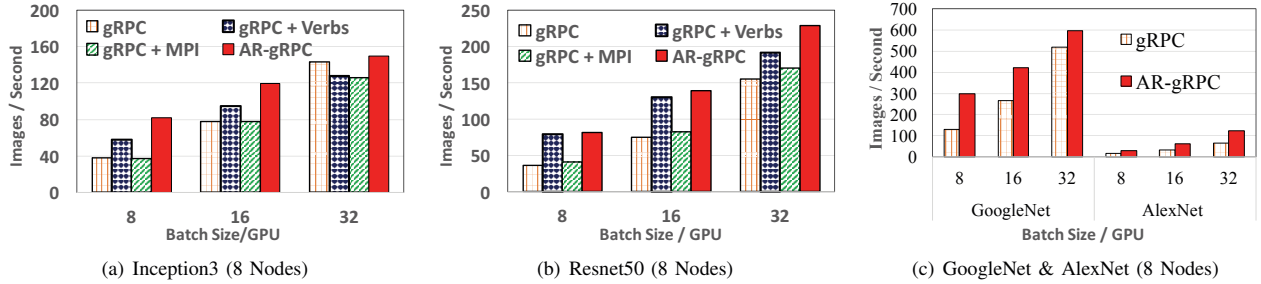 Images / Second
200
160
120
80
40
0
gRPC
gRPC + Verbs
gRPC + MPI
AR-gRPC
8
16
32
Batch Size/GPU
(a) Inception3 (8 Nodes)
Images / Second
250
200
150
100
50
0
gRPC
gRPC + Verbs
gRPC + MPI
AR-gRPC
8
16
32
Batch Size / GPU
(b) Resnet50 (8 Nodes)
Images / Second
700
600
500
400
300
200
100
0
gRPC
AR-gRPC
8 16 32 8 16 32
GoogleNet AlexNet
Batch Size / GPU
(c) GoogleNet & AlexNet (8 Nodes)